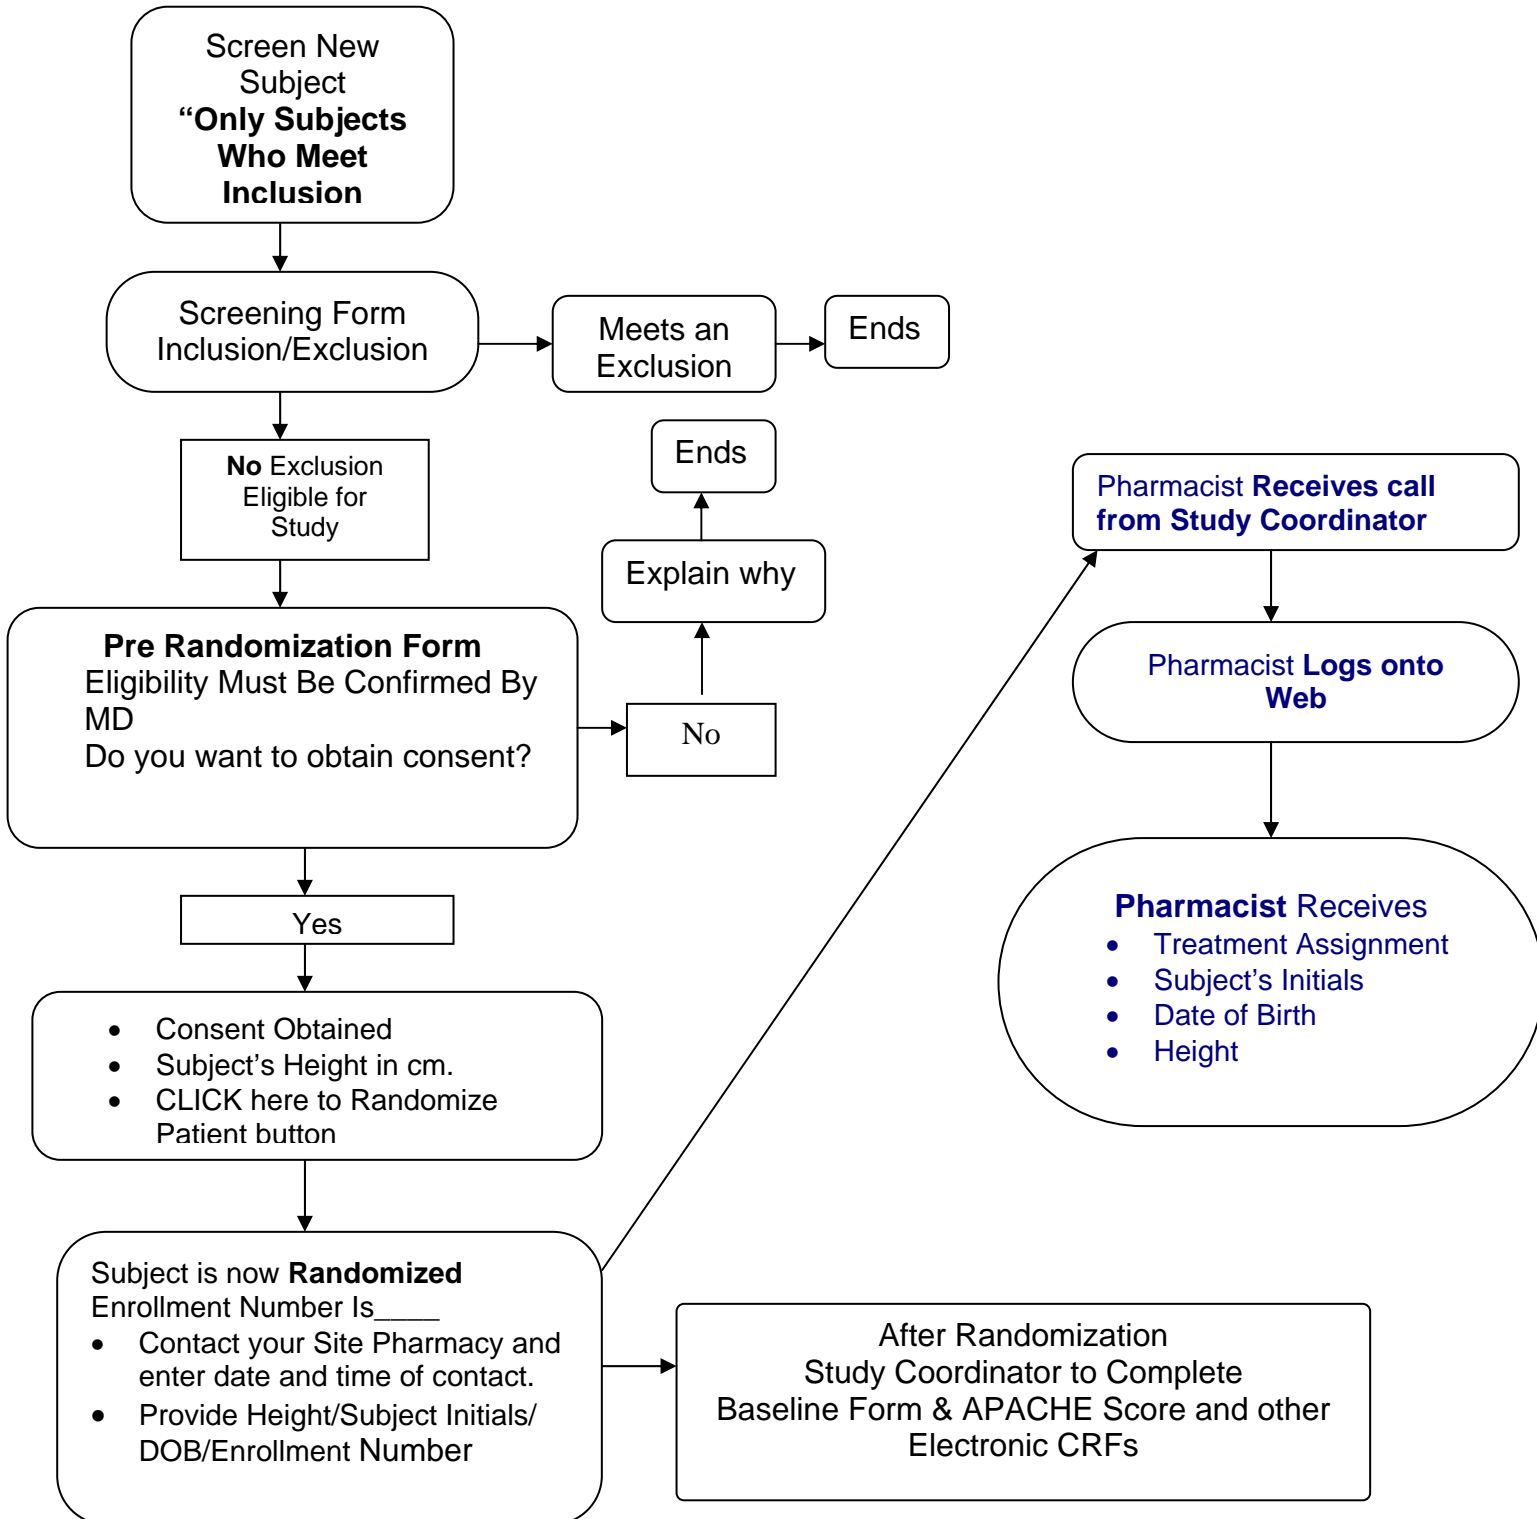 Screen New
Subject
“Only Subjects
Who Meet
Inclusion
Screening Form
Inclusion/Exclusion
Meets an
Exclusion
Ends
No Exclusion
Eligible for
Study
Ends
Explain why
Pre Randomization Form
Eligibility Must Be Confirmed By
MD
Do you want to obtain consent?
No
Yes
• Consent Obtained
• Subject’s Height in cm.
• CLICK here to Randomize
Patient button
Subject is now Randomized
Enrollment Number Is____
• Contact your Site Pharmacy and
enter date and time of contact.
• Provide Height/Subject Initials/
DOB/Enrollment Number
After Randomization
Study Coordinator to Complete
Baseline Form & APACHE Score and other
Electronic CRFs
Pharmacist Receives call
from Study Coordinator
Pharmacist Logs onto
Web
Pharmacist Receives
• Treatment Assignment
• Subject’s Initials
• Date of Birth
• Height